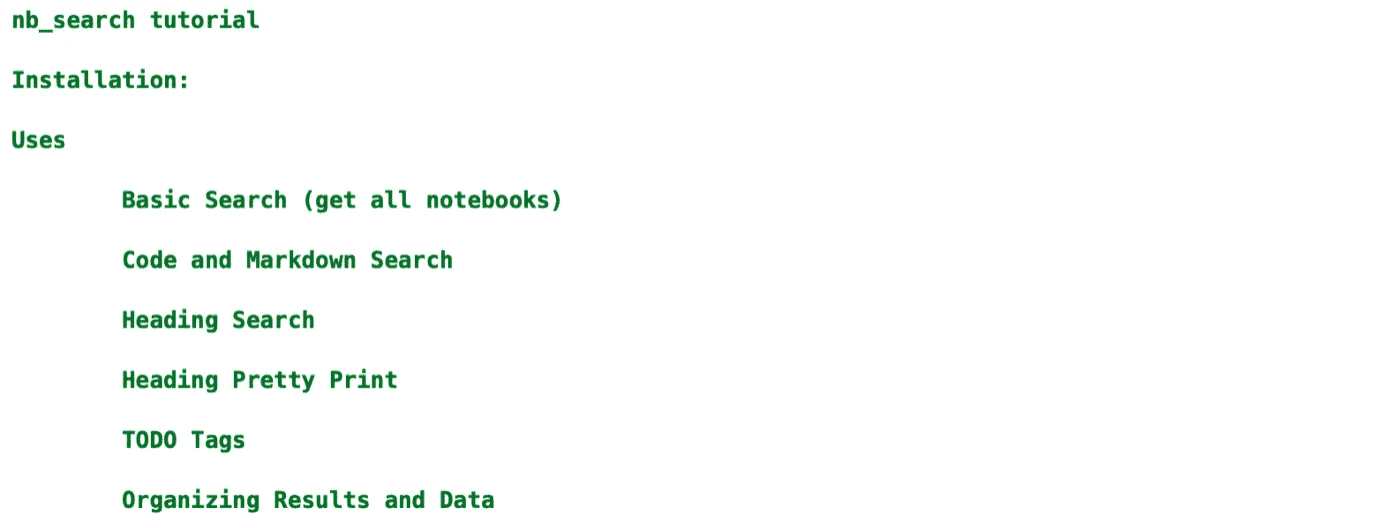 nb_search tutorial
Installation:
Uses
Basic Search (get all notebooks)
Code and Markdown Search
Heading Search
Heading Pretty Print
TODO Tags
Organizing Results and Data